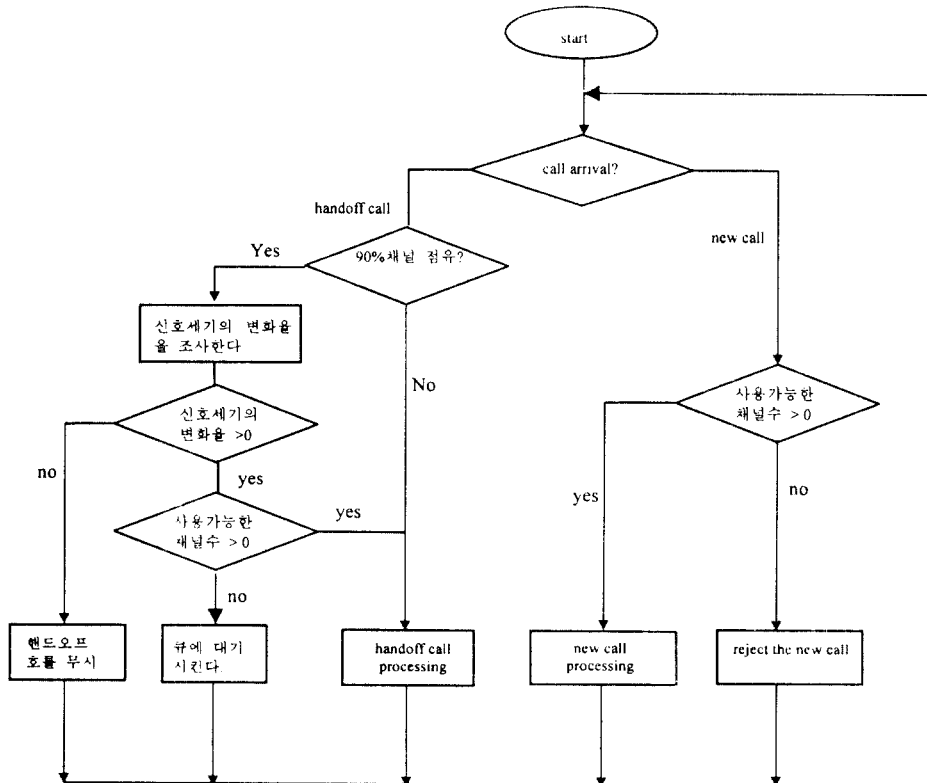 start
call arrival?
handoff call
new call
Yes
90%채널 점유?
신호세기의 변화율
을 조사한다
No
신호세기의
변화율 >0
사용가능한
채널수 > 0
no
yes
yes
no
사용가능한
채널수 > 0
yes
no
핸드오프
호를 무시
큐에 대기
시킨다.
handoff call
processing
new call
processing
reject the new call